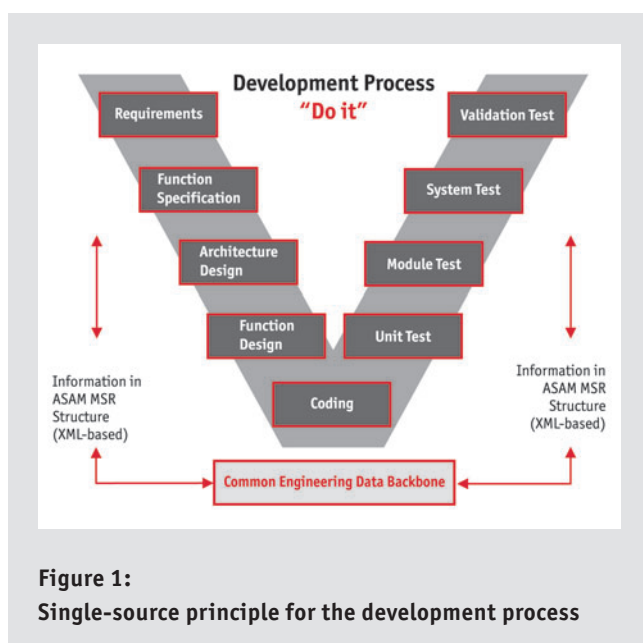 Development Process
"Do it"
Requirements
Validation Test
Function
Specification
System Test
Architecture
Design
Module Test
Function
Design
Unit Test
Coding
Information in
ASAM MSR
Structure
(XML-based)
Information in
ASAM MSR
Structure
(XML-based)
Common Engineering Data Backbone
Figure 1:
Single-source principle for the development process